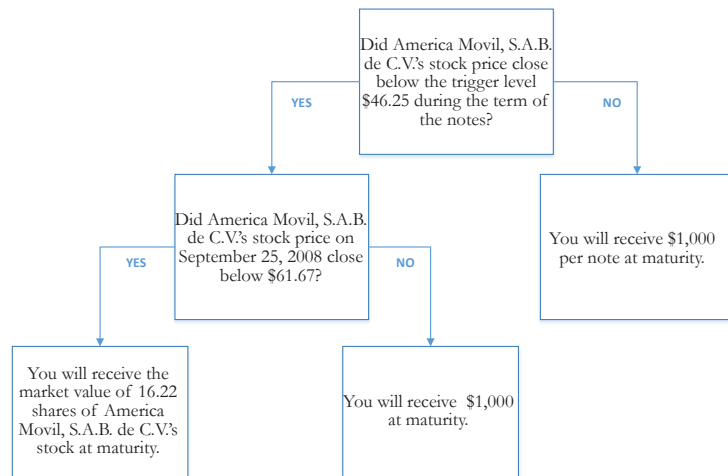 Did America Movil, S.A.B.
de C.V.'s stock price close
below the trigger level
$46.25 during the term of
the notes?
YES
NO
Did America Movil, S.A.B.
de C.V.'s stock price on
September 25, 2008 close
below $61.67?
You will receive $1,000
per note at maturity.
YES
NO
You will receive the
market value of 16.22
shares of America
Movil, S.A.B. de C.V.'s
stock at maturity.
You will receive $1,000
at maturity.